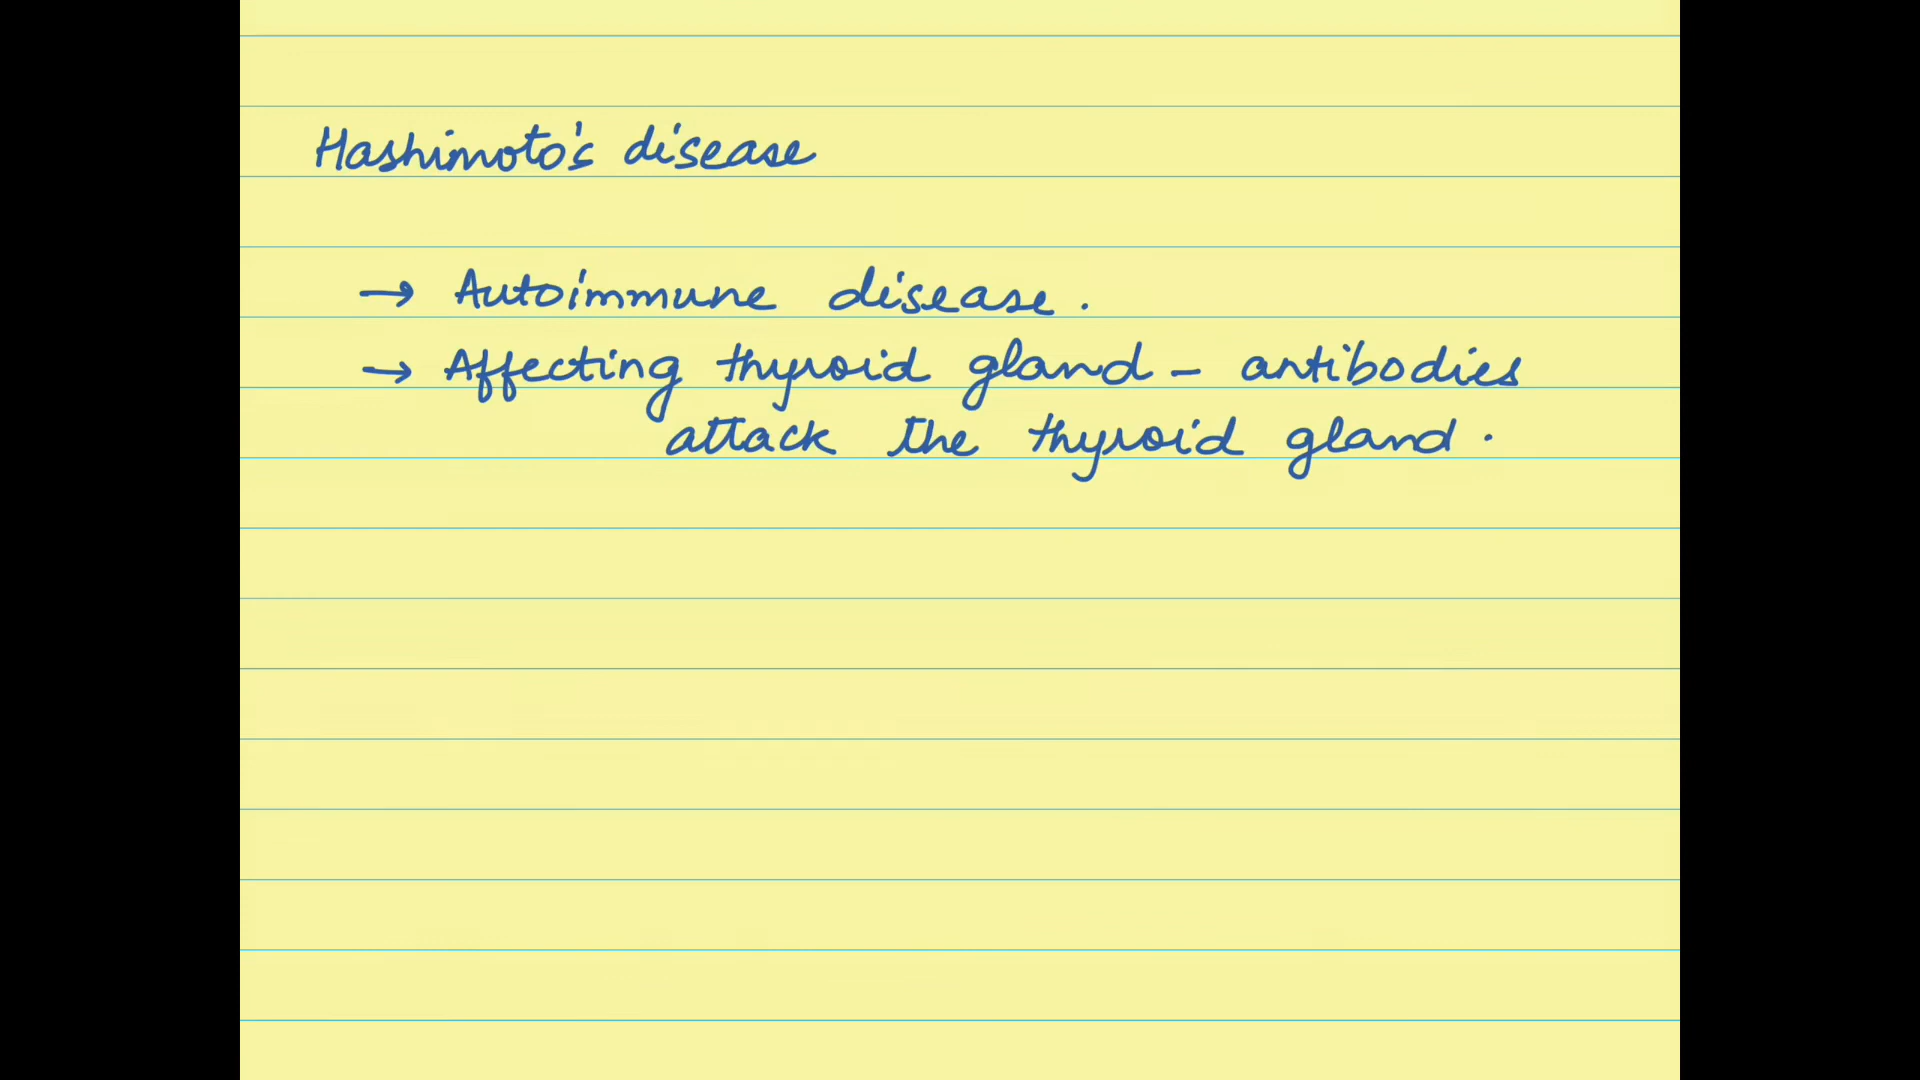 Hashimoto's disease
→ Autoimmune disease.
→ Affecting thyroid gland - antibodies
attack the thyroid gland.